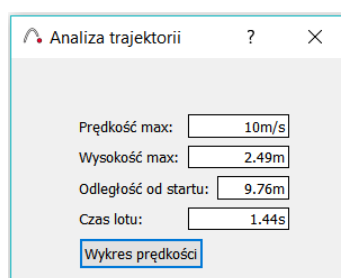 Analiza trajektorii ? ×
Prędkość max: 10m/s
Wysokość max: 2.49m
Odległość od startu: 9.76m
Czas lotu: 1.44s
Wykres prędkości